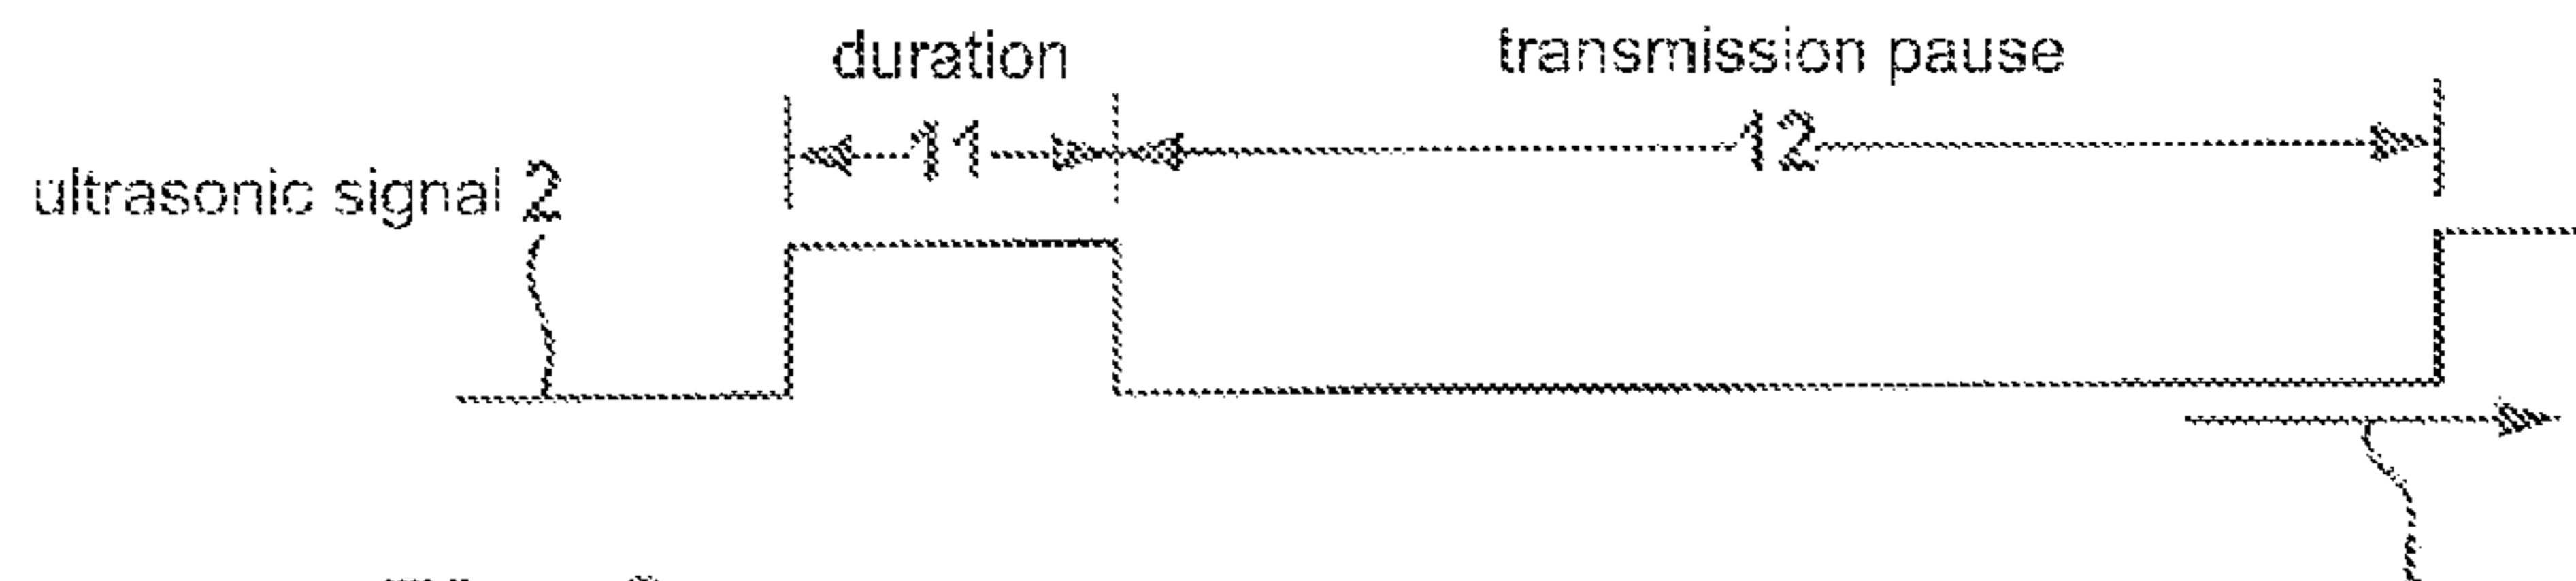 duration
transmission pause
11
12
ultrasonic signal 2